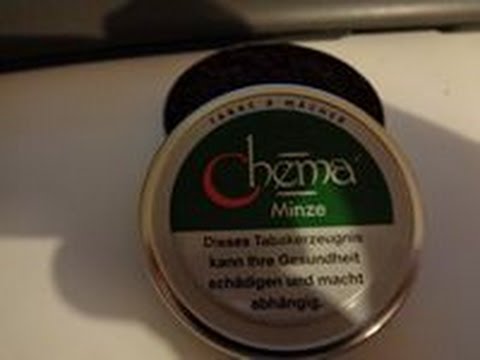 Chema
Minze
Dieses Tabakerzeugnis
kann Ihre Gesundheit
schädigen und macht
abhängig.